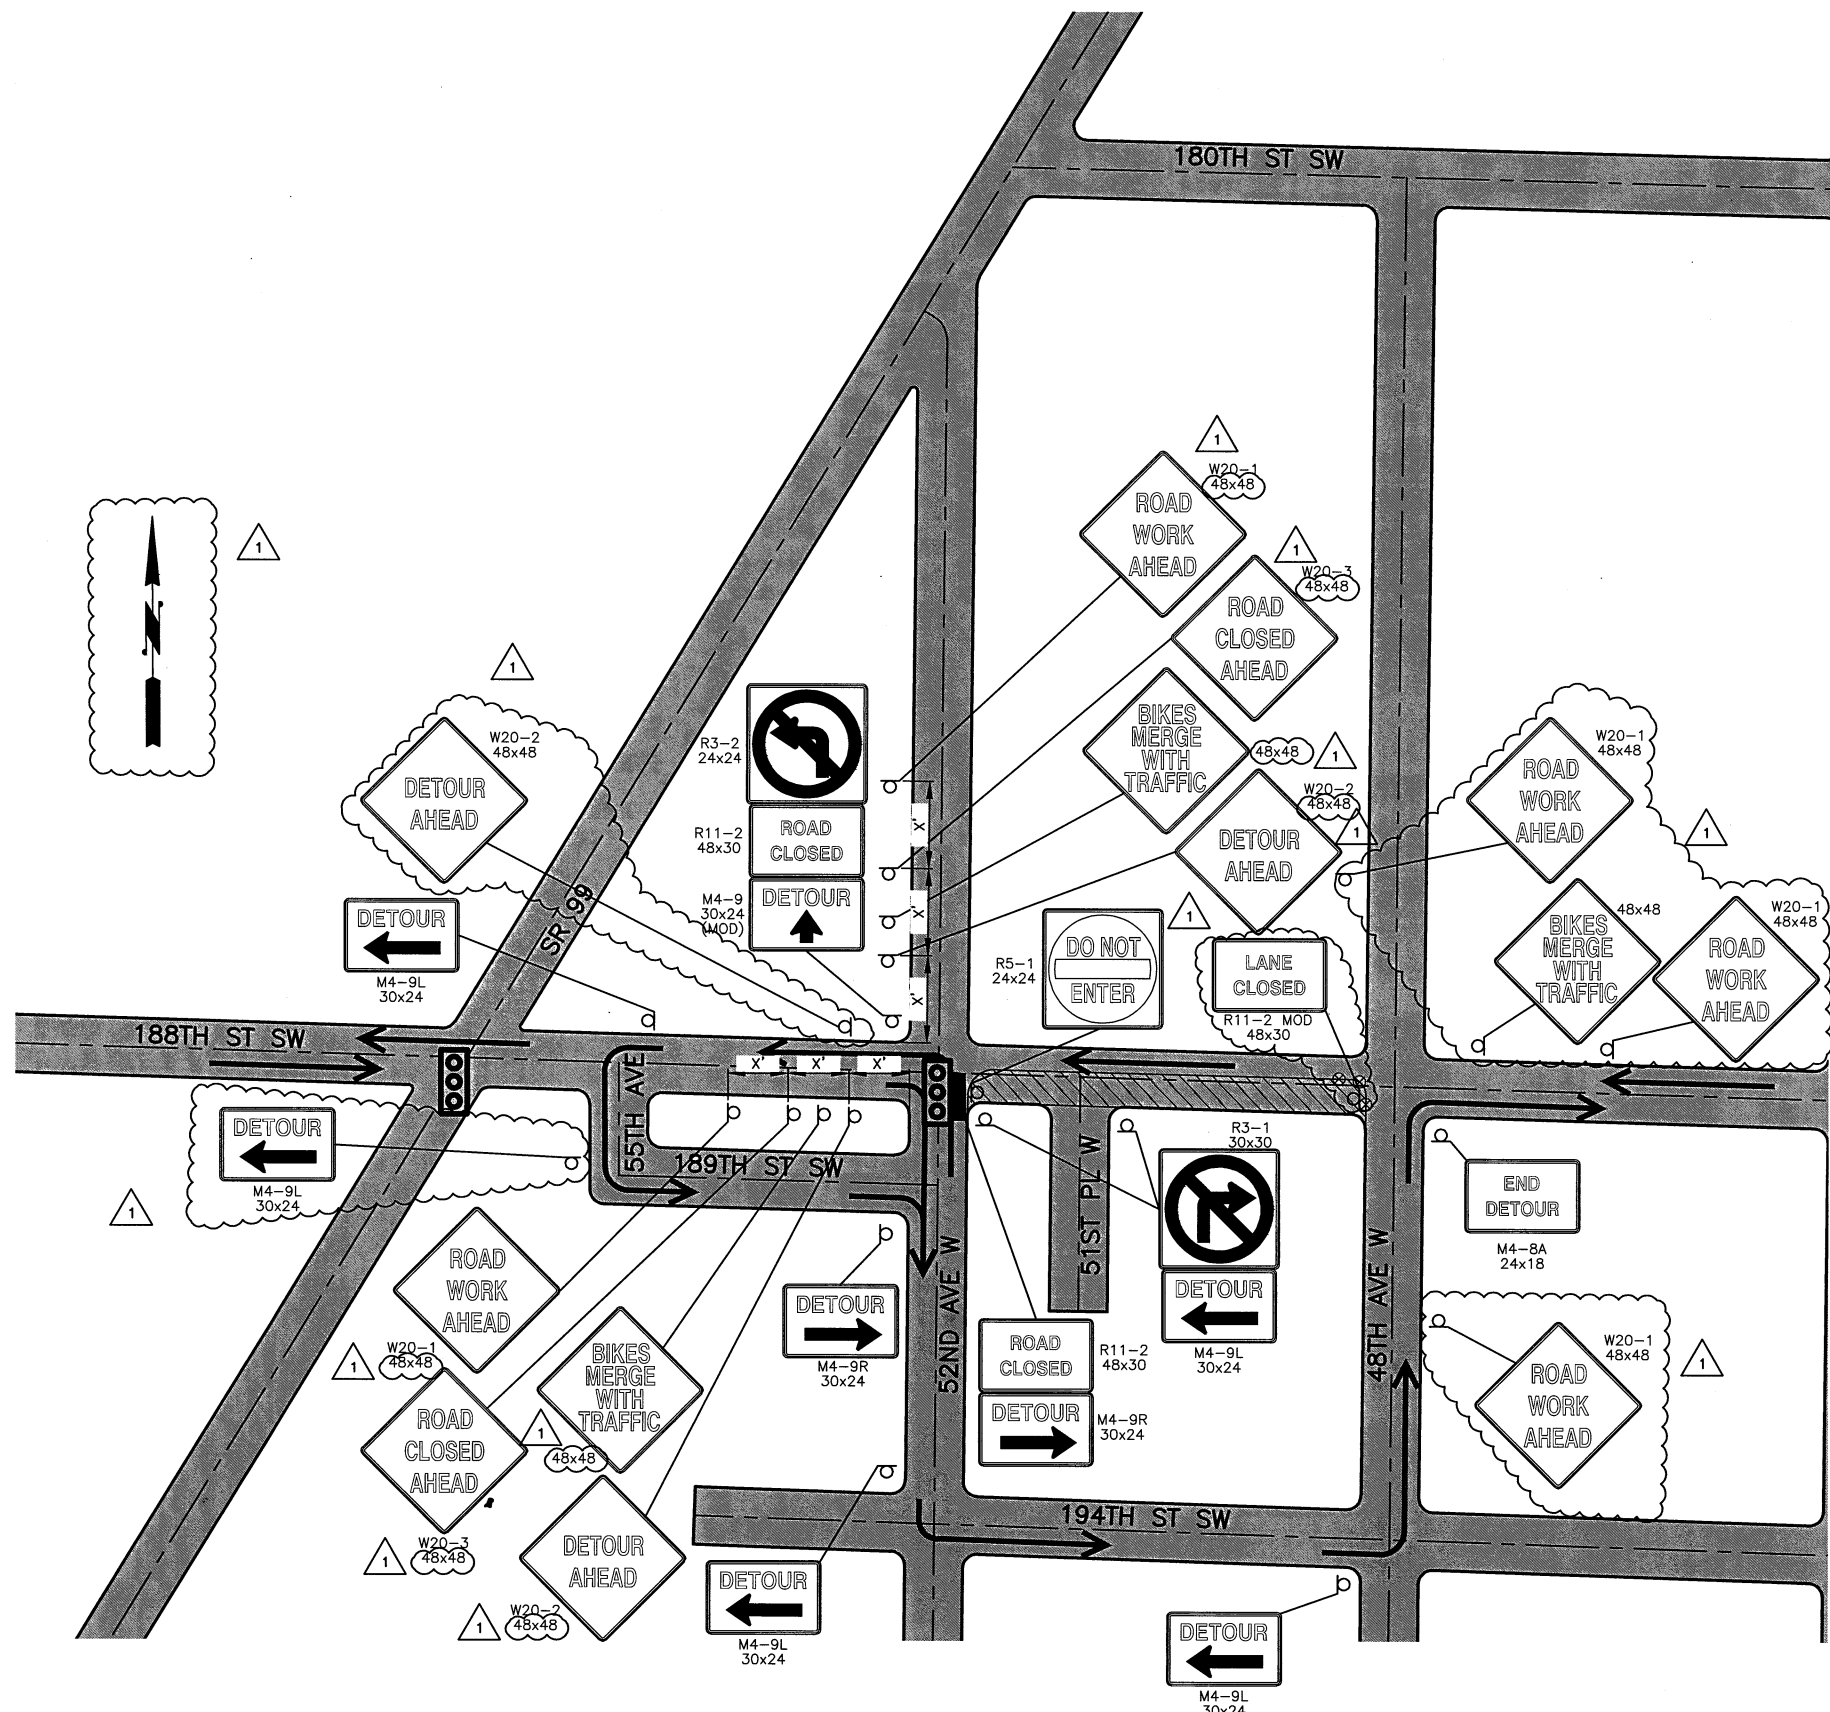 180TH ST SW
1
W20-1
48x48
ROAD
WORK
AHEAD
1
W20-3
48x48
ROAD
CLOSED
AHEAD
1
N
1
W20-2
48x48
DETOUR
AHEAD
R3-2
24x24
R11-2
48x30
ROAD
CLOSED
M4-9
30x24
(MOD)
DETOUR
BIKES
MERGE
WITH
TRAFFIC
48x48
1
W20-2
48x48
DETOUR
AHEAD
1
X'
X'
X'
W20-1
48x48
ROAD
WORK
AHEAD
1
48x48
BIKES
MERGE
WITH
TRAFFIC
W20-1
48x48
ROAD
WORK
AHEAD
DETOUR
M4-9L
30x24
SR 99
1
R5-1
24x24
DO NOT
ENTER
LANE
CLOSED
R11-2 MOD
48x30
188TH ST SW
X'
X'
X'
55TH AVE
189TH ST SW
DETOUR
M4-9L
30x24
1
51ST PL W
R3-1
30x30
DETOUR
M4-9L
30x24
END
DETOUR
M4-8A
24x18
52ND AVE W
48TH AVE W
ROAD
WORK
AHEAD
W20-1
48x48
1
DETOUR
M4-9R
30x24
ROAD
CLOSED
R11-2
48x30
DETOUR
M4-9R
30x24
W20-1
48x48
ROAD
WORK
AHEAD
1
BIKES
MERGE
WITH
TRAFFIC
1
48x48
ROAD
CLOSED
AHEAD
W20-3
48x48
1
194TH ST SW
DETOUR
AHEAD
W20-2
48x48
1
DETOUR
M4-9L
30x24
DETOUR
M4-9L
30x24